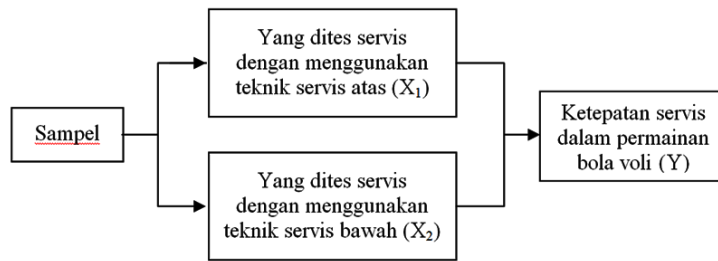 Yang dites servis
dengan menggunakan
teknik servis atas (X₁)
Sampel
Ketepatan servis
dalam permainan
bola voli (Y)
Yang dites servis
dengan menggunakan
teknik servis bawah (X₂)